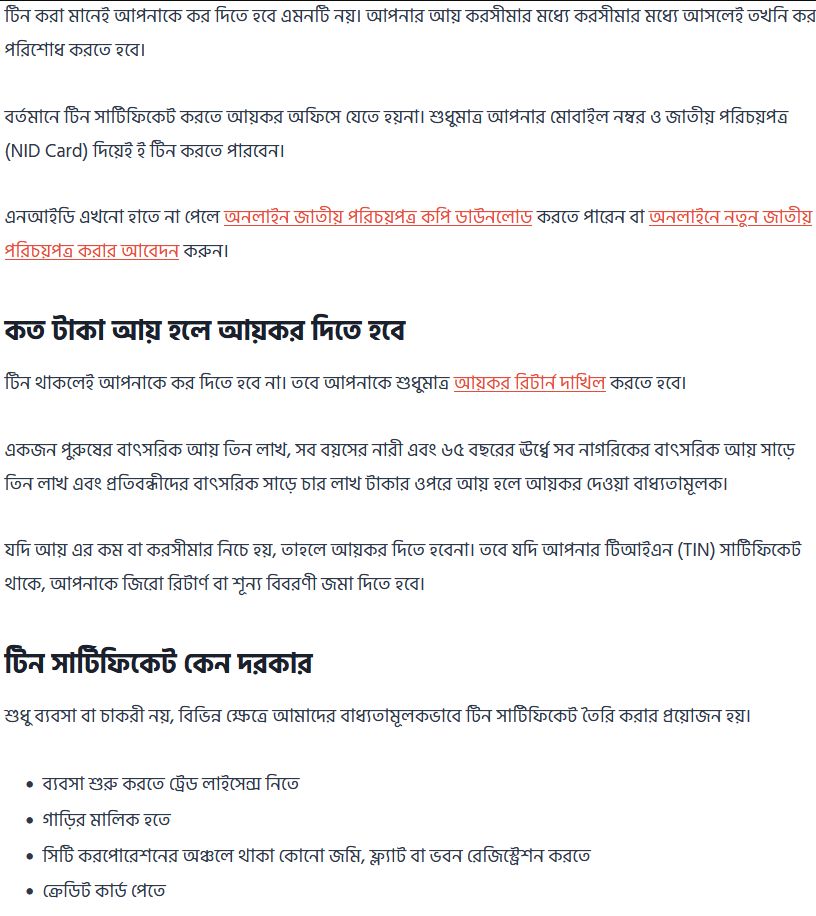 টিন করা মানেই আপনাকে কর দিতে হবে এমনটি নয়। আপনার আয় করসীমার মধ্যে করসীমার মধ্যে আসলেই তখনি কর
পরিশোধ করতে হবে।
বর্তমানে টিন সার্টিফিকেট করতে আয়কর অফিসে যেতে হয়না। শুধুমাত্র আপনার মোবাইল নম্বর ও জাতীয় পরিচয়পত্র
(NID Card) দিয়েই ই টিন করতে পারবেন।
এনআইডি এখনো হাতে না পেলে অনলাইন জাতীয় পরিচয়পত্র কপি ডাউনলোড করতে পারেন বা অনলাইনে নতুন জাতীয়
পরিচয়পত্র করার আবেদন করুন।
কত টাকা আয় হলে আয়কর দিতে হবে
টিন থাকলেই আপনাকে কর দিতে হবে না। তবে আপনাকে শুধুমাত্র আয়কর রিটার্ন দাখিল করতে হবে।
একজন পুরুষের বাৎসরিক আয় তিন লাখ, সব বয়সের নারী এবং ৬৫ বছরের ঊর্ধ্বে সব নাগরিকের বাৎসরিক আয় সাড়ে
তিন লাখ এবং প্রতিবন্ধীদের বাৎসরিক সাড়ে চার লাখ টাকার ওপরে আয় হলে আয়কর দেওয়া বাধ্যতামূলক।
যদি আয় এর কম বা করসীমার নিচে হয়, তাহলে আয়কর দিতে হবেনা। তবে যদি আপনার টিআইএন (TIN) সার্টিফিকেট
থাকে, আপনাকে জিরো রিটার্ণ বা শূন্য বিবরণী জমা দিতে হবে।
টিন সার্টিফিকেট কেন দরকার
শুধু ব্যবসা বা চাকরী নয়, বিভিন্ন ক্ষেত্রে আমাদের বাধ্যতামূলকভাবে টিন সার্টিফিকেট তৈরি করার প্রয়োজন হয়।
• ব্যবসা শুরু করতে ট্রেড লাইসেন্স নিতে
• গাড়ির মালিক হতে
• সিটি করপোরেশনের অঞ্চলে থাকা কোনো জমি, ফ্ল্যাট বা ভবন রেজিস্ট্রেশন করতে
• ক্রেডিট কার্ড পেতে